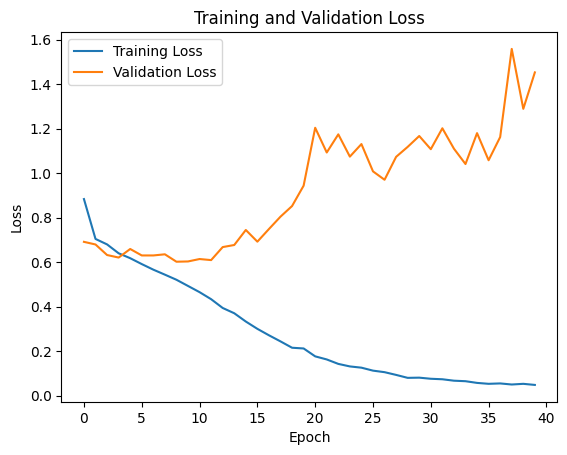 Training and Validation Loss
Training Loss
Validation Loss
1.6
1.4
1.2
1.0
0.8
0.6
0.4
0.2
0.0
Loss
0 5 10 15 20 25 30 35 40
Epoch